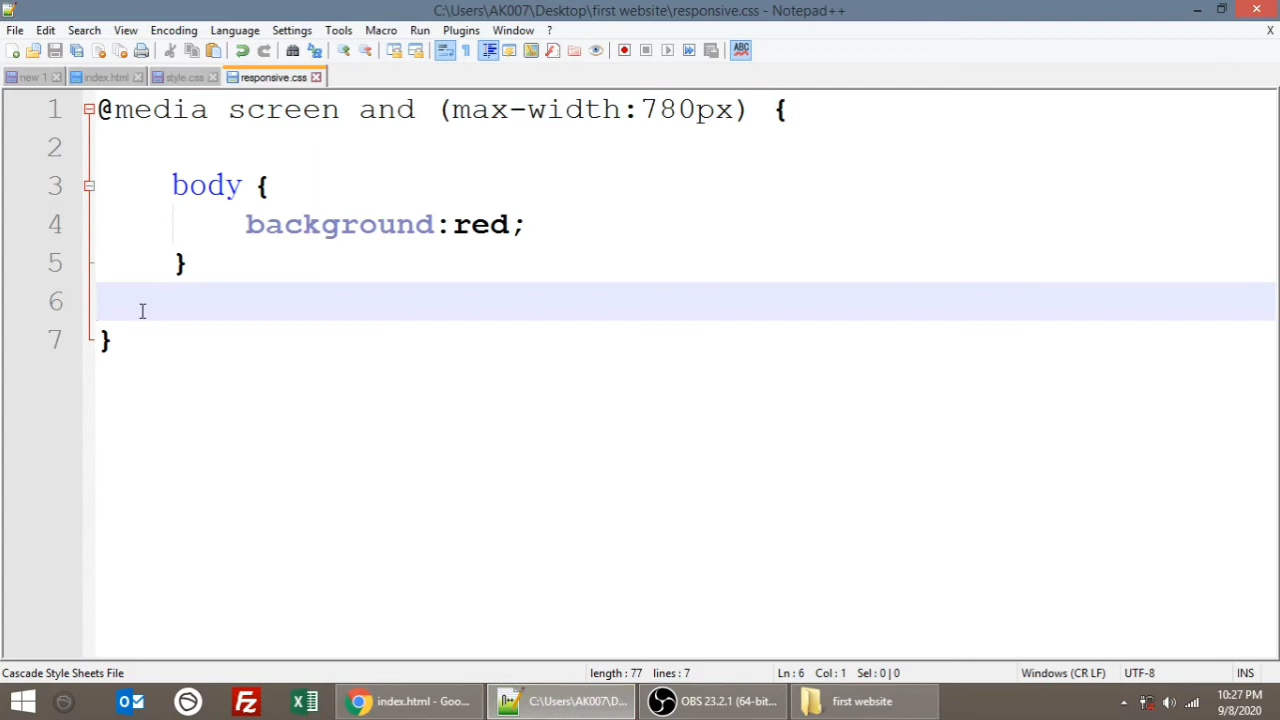 C:\Users\AK007\Desktop\first website\responsive.css - Notepad++
File Edit Search View Encoding Language Settings Tools Macro Run Plugins Window ? X
ABC
new 1 index.html style.css responsive.css
1 @media screen and (max-width:780px) {
2
3 body {
4 background:red;
5 }
6
7 }
Cascade Style Sheets File length : 77 lines : 7 Ln : 6 Col : 1 Sel : 0 | 0 Windows (CR LF) UTF-8 INS
index.html - Goo... C:\Users\AK007\D... OBS 23.2.1 (64-bit... first website
10:27 PM
9/8/2020